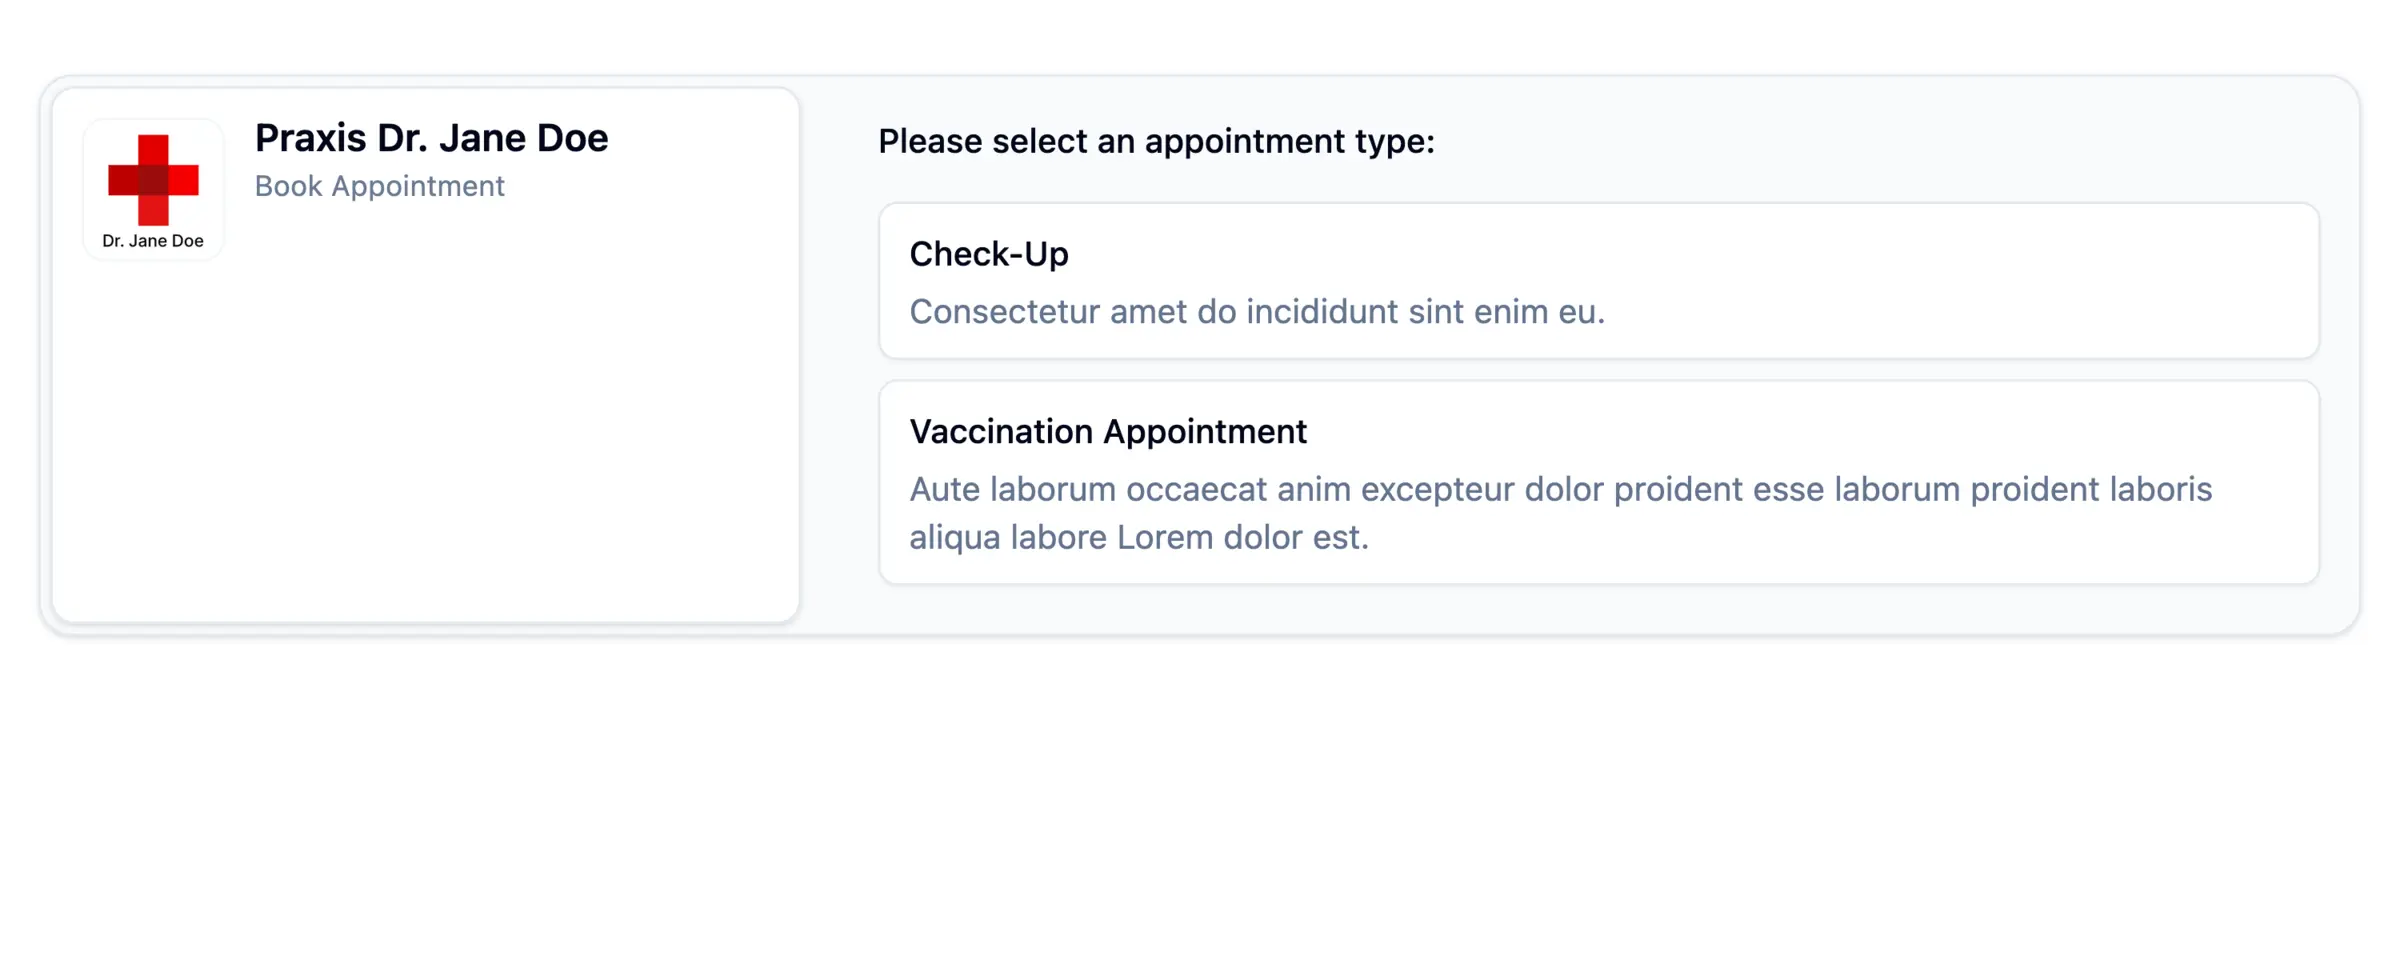 Praxis Dr. Jane Doe
Book Appointment
Dr. Jane Doe
Please select an appointment type:
Check-Up
Consectetur amet do incididunt sint enim eu.
Vaccination Appointment
Aute laborum occaecat anim excepteur dolor proident esse laborum proident laboris
aliqua labore Lorem dolor est.